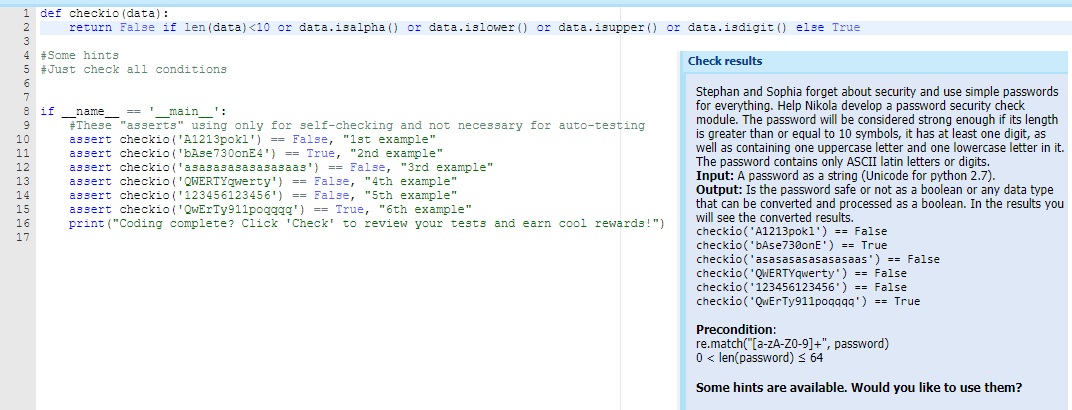 1 def checkio(data):
2     return False if len(data)<10 or data.isalpha() or data.islower() or data.isupper() or data.isdigit() else True
3
4 #Some hints
5 #Just check all conditions
6
7
8 if __name__ == '__main__':
9     #These "asserts" using only for self-checking and not necessary for auto-testing
10     assert checkio('A1213pokl') == False, "1st example"
11     assert checkio('bAse730onE4') == True, "2nd example"
12     assert checkio('asasasasasasasaas') == False, "3rd example"
13     assert checkio('QWERTYqwerty') == False, "4th example"
14     assert checkio('123456123456') == False, "5th example"
15     assert checkio('QwErTy911poqqqq') == True, "6th example"
16     print("Coding complete? Click 'Check' to review your tests and earn cool rewards!")
17
Check results
Stephan and Sophia forget about security and use simple passwords
for everything. Help Nikola develop a password security check
module. The password will be considered strong enough if its length
is greater than or equal to 10 symbols, it has at least one digit, as
well as containing one uppercase letter and one lowercase letter in it.
The password contains only ASCII latin letters or digits.
Input: A password as a string (Unicode for python 2.7).
Output: Is the password safe or not as a boolean or any data type
that can be converted and processed as a boolean. In the results you
will see the converted results.
checkio('A1213pokl') == False
checkio('bAse730onE') == True
checkio('asasasasasasasaas') == False
checkio('QWERTYqwerty') == False
checkio('123456123456') == False
checkio('QwErTy911poqqqq') == True
Precondition:
re.match("[a-zA-Z0-9]+", password)
0 < len(password) ≤ 64
Some hints are available. Would you like to use them?